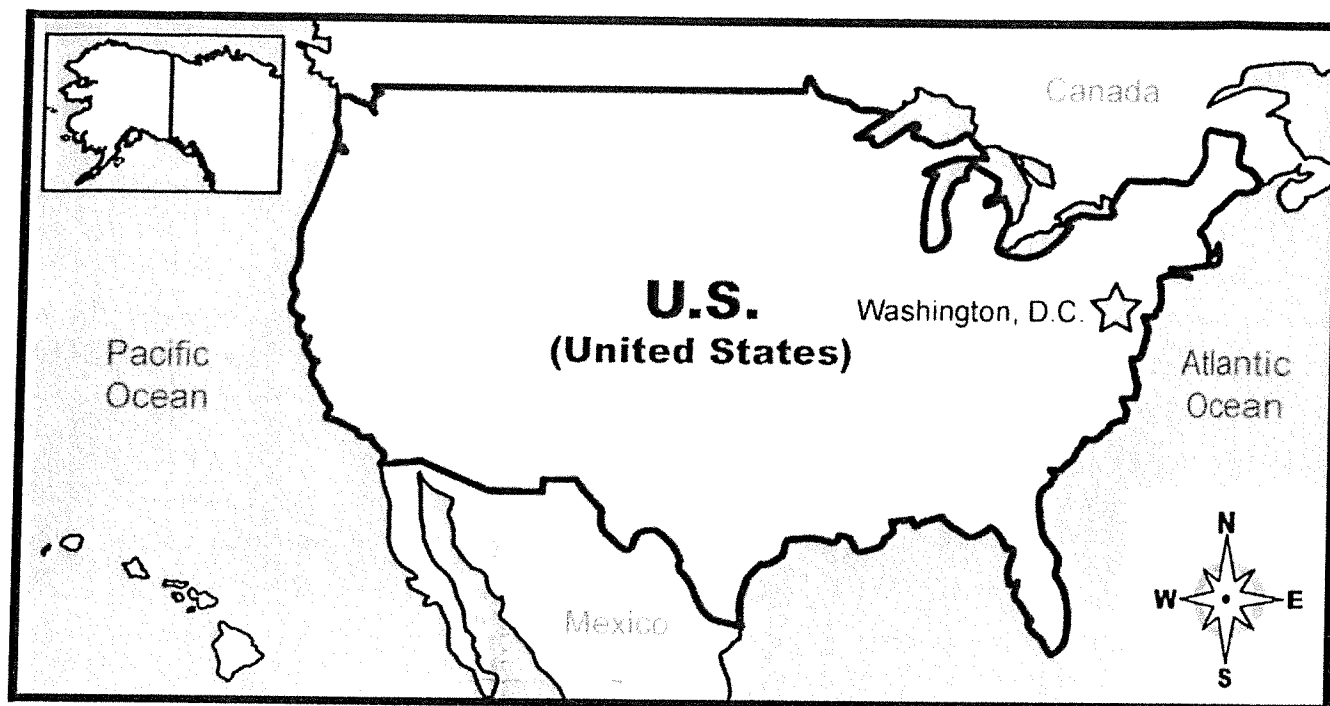 Canada
U.S.
(United States)
Washington, D.C.
Pacific
Ocean
Atlantic
Ocean
Mexico
N
W
E
S